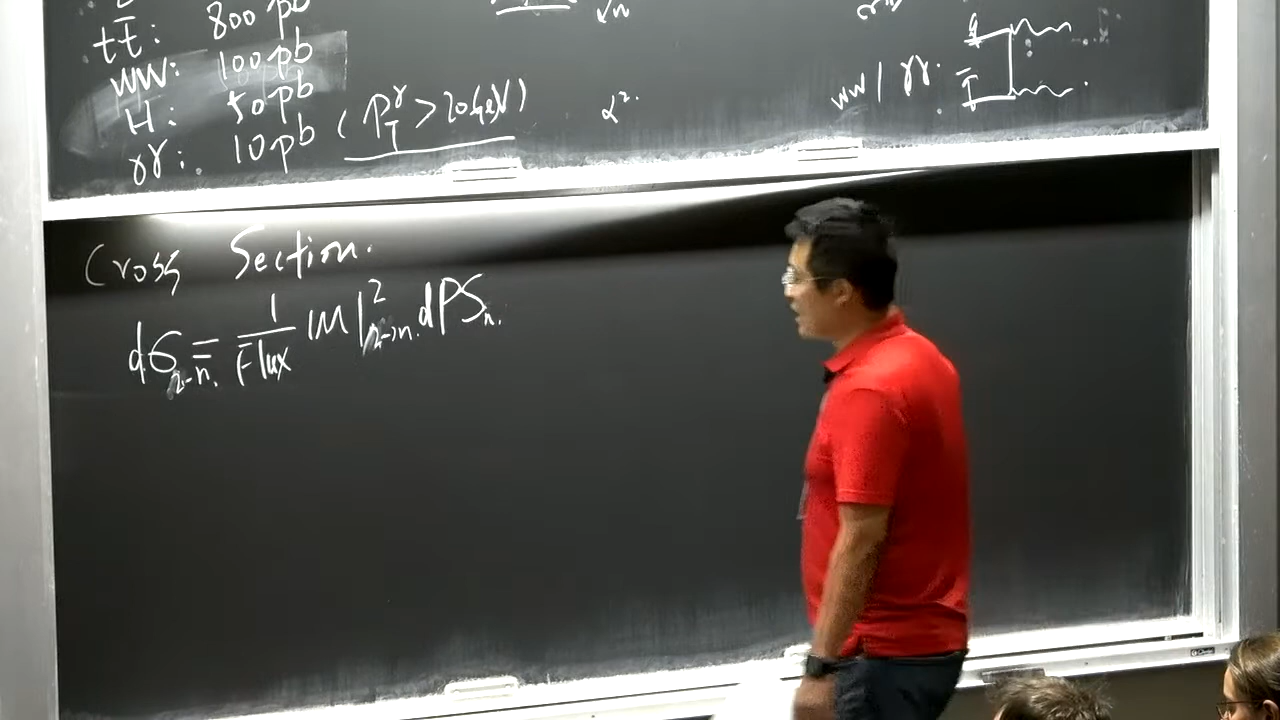 tt̄: 800 pb
WW: 100 pb
H: 50 pb
γγ: 10 pb (P_T^γ > 20 GeV) α².
WW / γγ:
Cross Section.
dσ_{2→n} = 1/Flux |M|²_{2→n} dPS_n.